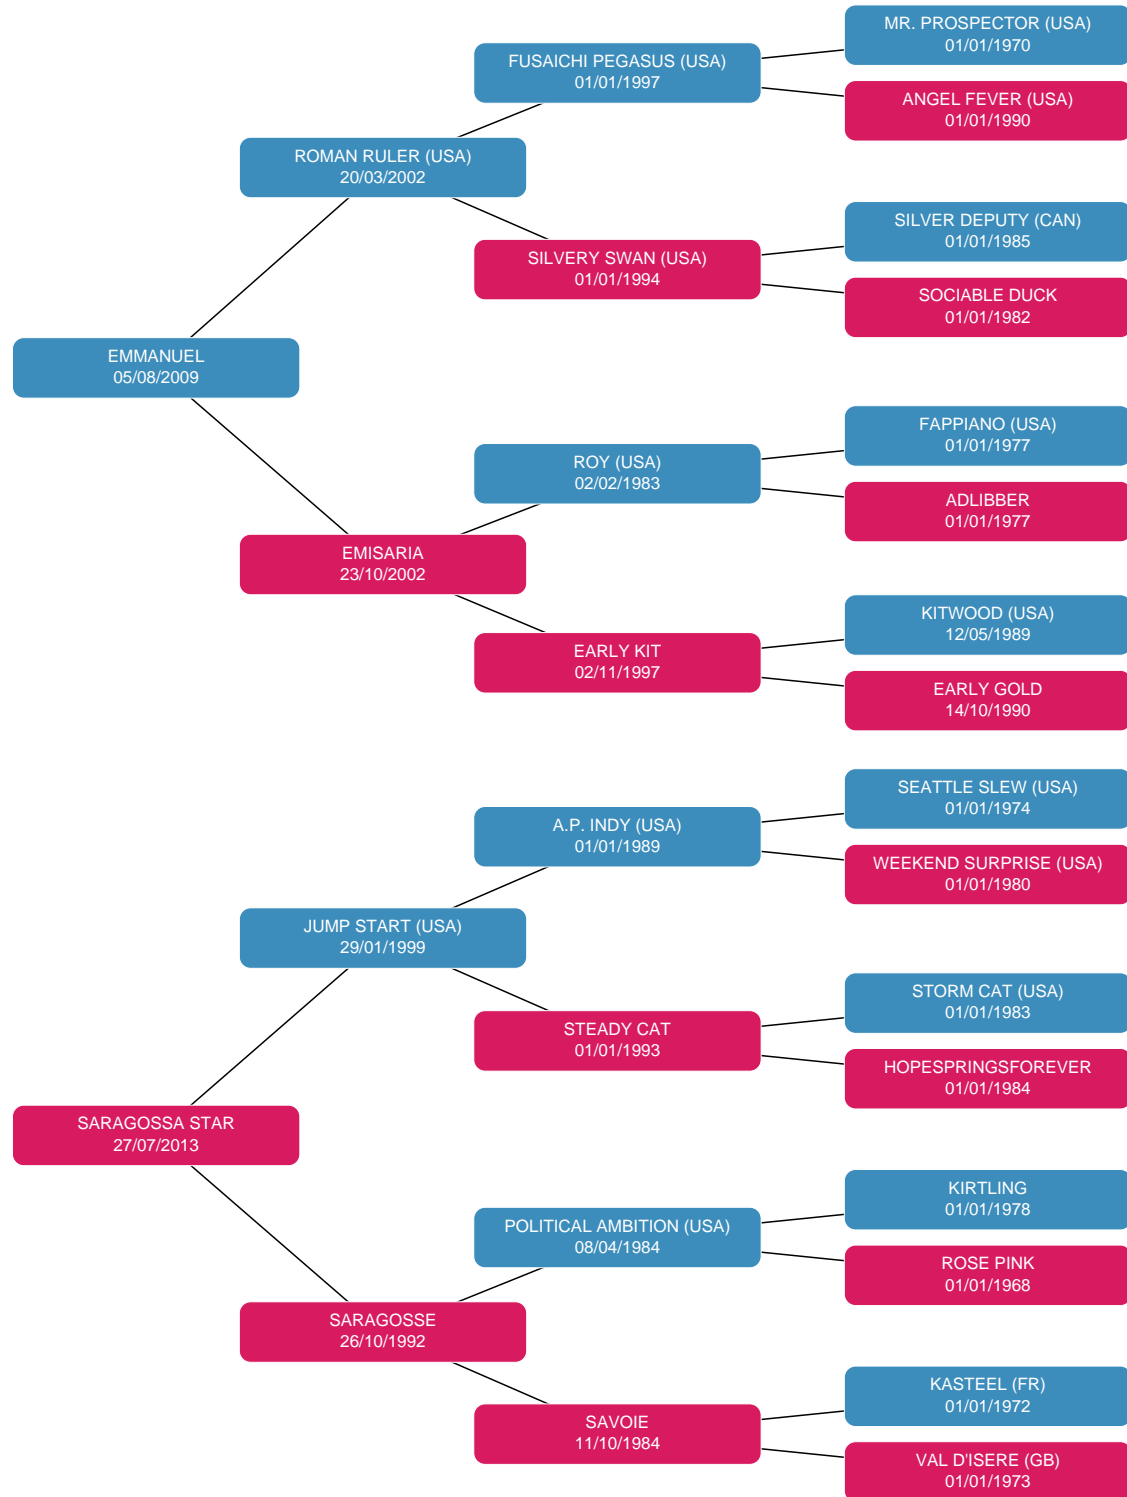 MR. PROSPECTOR (USA)
01/01/1970
FUSAICHI PEGASUS (USA)
01/01/1997
ANGEL FEVER (USA)
01/01/1990
ROMAN RULER (USA)
20/03/2002
SILVER DEPUTY (CAN)
01/01/1985
SILVERY SWAN (USA)
01/01/1994
SOCIABLE DUCK
01/01/1982
EMMANUEL
05/08/2009
FAPPIANO (USA)
01/01/1977
ROY (USA)
02/02/1983
ADLIBBER
01/01/1977
EMISARIA
23/10/2002
KITWOOD (USA)
12/05/1989
EARLY KIT
02/11/1997
EARLY GOLD
14/10/1990
SEATTLE SLEW (USA)
01/01/1974
A.P. INDY (USA)
01/01/1989
WEEKEND SURPRISE (USA)
01/01/1980
JUMP START (USA)
29/01/1999
STORM CAT (USA)
01/01/1983
STEADY CAT
01/01/1993
HOPESPRINGSFOREVER
01/01/1984
SARAGOSSA STAR
27/07/2013
KIRTLING
01/01/1978
POLITICAL AMBITION (USA)
08/04/1984
ROSE PINK
01/01/1968
SARAGOSSE
26/10/1992
KASTEEL (FR)
01/01/1972
SAVOIE
11/10/1984
VAL D'ISERE (GB)
01/01/1973